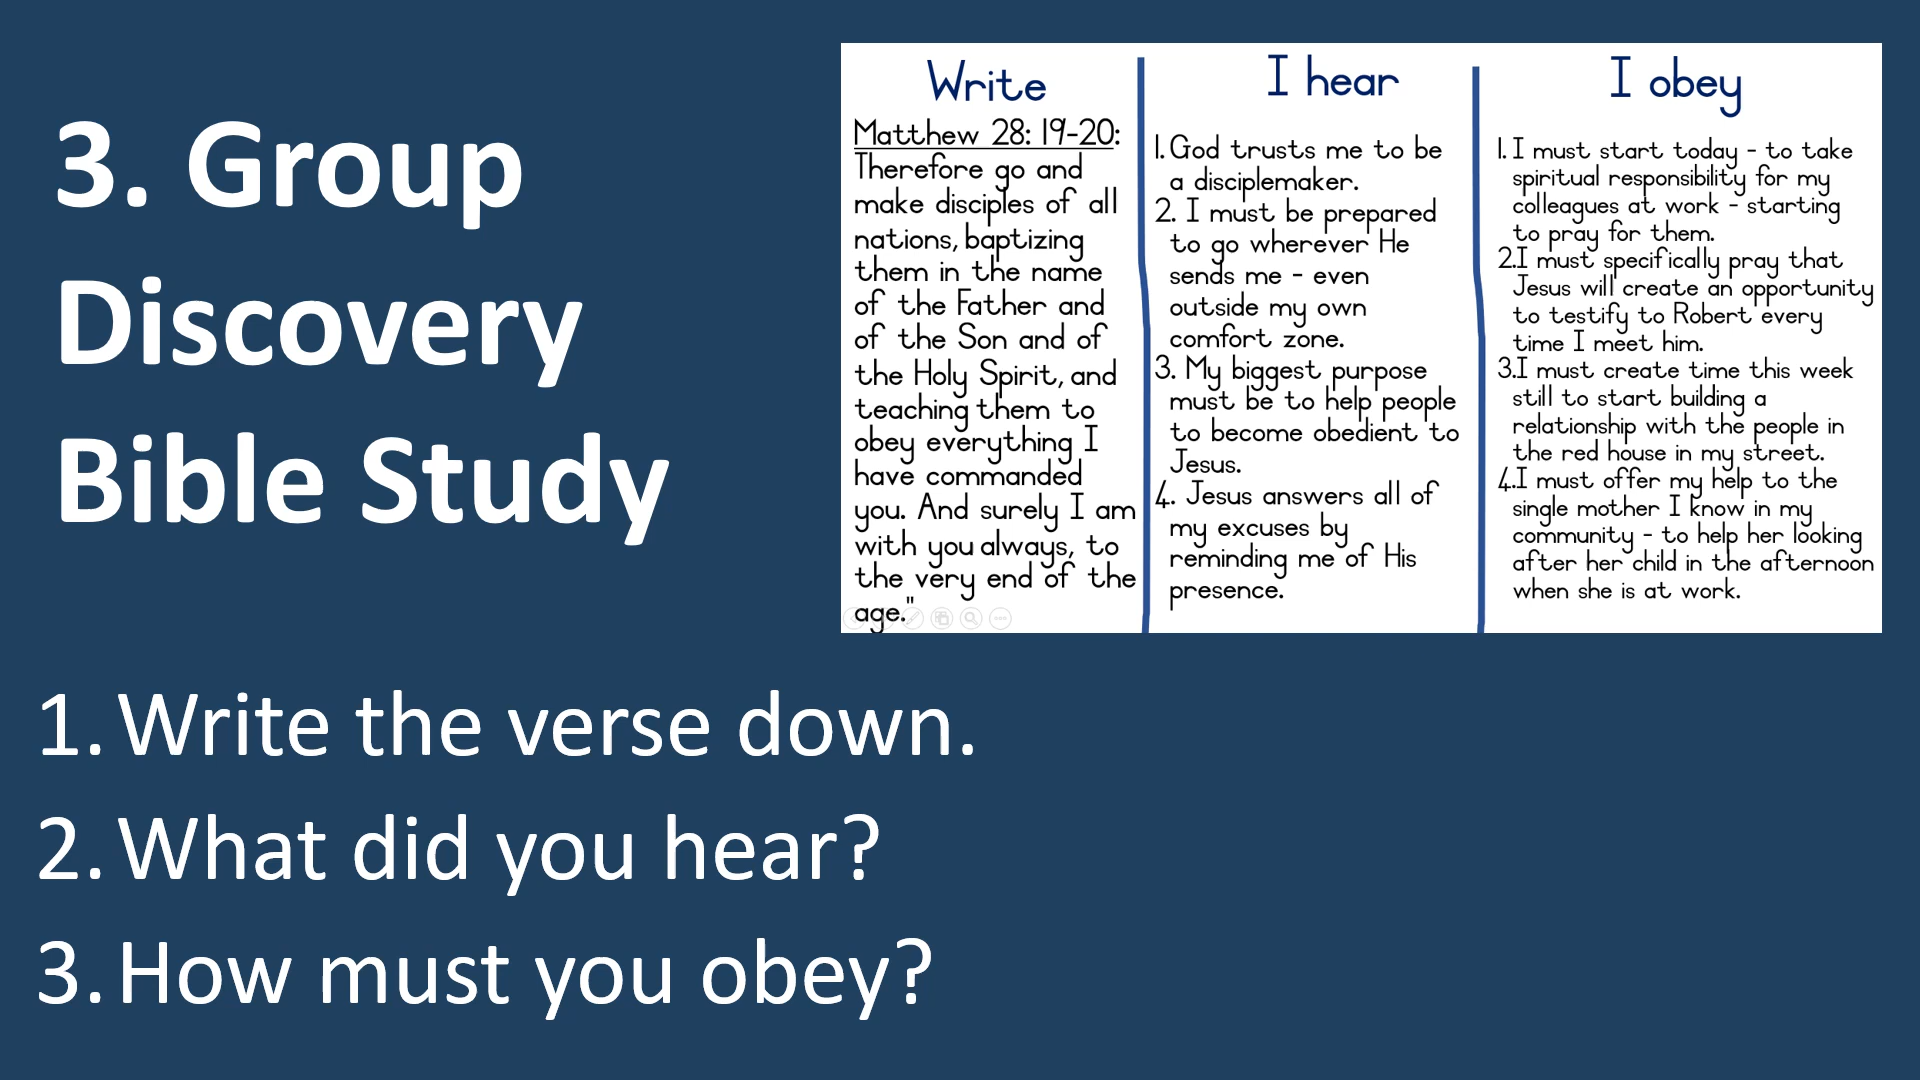 3. Group
Discovery
Bible Study
Write
Matthew 28: 19-20:
Therefore go and
make disciples of all
nations, baptizing
them in the name
of the Father and
of the Son and of
the Holy Spirit, and
teaching them to
obey everything I
have commanded
you. And surely I am
with you always, to
the very end of the
age."
I hear
1. God trusts me to be
a disciplemaker.
2. I must be prepared
to go wherever He
sends me - even
outside my own
comfort zone.
3. My biggest purpose
must be to help people
to become obedient to
Jesus.
4. Jesus answers all of
my excuses by
reminding me of His
presence.
I obey
1. I must start today - to take
spiritual responsibility for my
colleagues at work - starting
to pray for them.
2.I must specifically pray that
Jesus will create an opportunity
to testify to Robert every
time I meet him.
3.I must create time this week
still to start building a
relationship with the people in
the red house in my street.
4.I must offer my help to the
single mother I know in my
community - to help her looking
after her child in the afternoon
when she is at work.
1. Write the verse down.
2. What did you hear?
3. How must you obey?